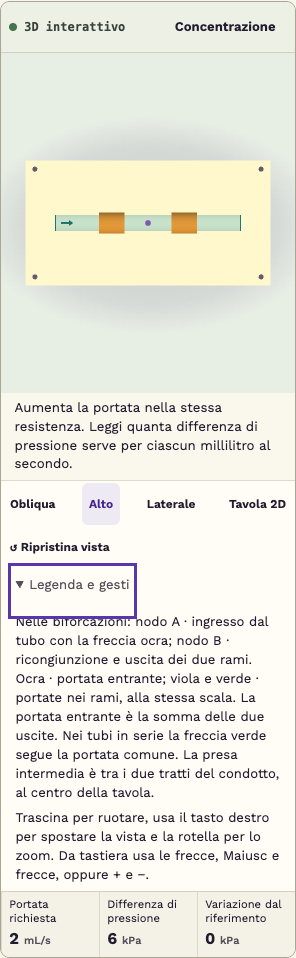 3D interattivo
Concentrazione
Aumenta la portata nella stessa
resistenza. Leggi quanta differenza di
pressione serve per ciascun millilitro al
secondo.
Obliqua
Alto
Laterale
Tavola 2D
↺ Ripristina vista
▼ Legenda e gesti
Nelle biforcazioni: nodo A · ingresso dal
tubo con la freccia ocra; nodo B ·
ricongiunzione e uscita dei due rami.
Ocra · portata entrante; viola e verde ·
portate nei rami, alla stessa scala. La
portata entrante è la somma delle due
uscite. Nei tubi in serie la freccia verde
segue la portata comune. La presa
intermedia è tra i due tratti del condotto,
al centro della tavola.
Trascina per ruotare, usa il tasto destro
per spostare la vista e la rotella per lo
zoom. Da tastiera usa le frecce, Maiusc e
frecce, oppure + e −.
Portata
richiesta
2 mL/s
Differenza di
pressione
6 kPa
Variazione dal
riferimento
0 kPa